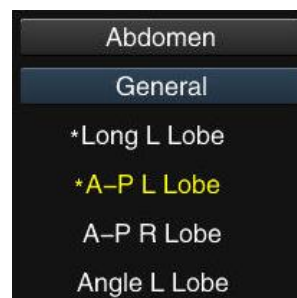 Abdomen
General
*Long L Lobe
*A-P L Lobe
A-P R Lobe
Angle L Lobe